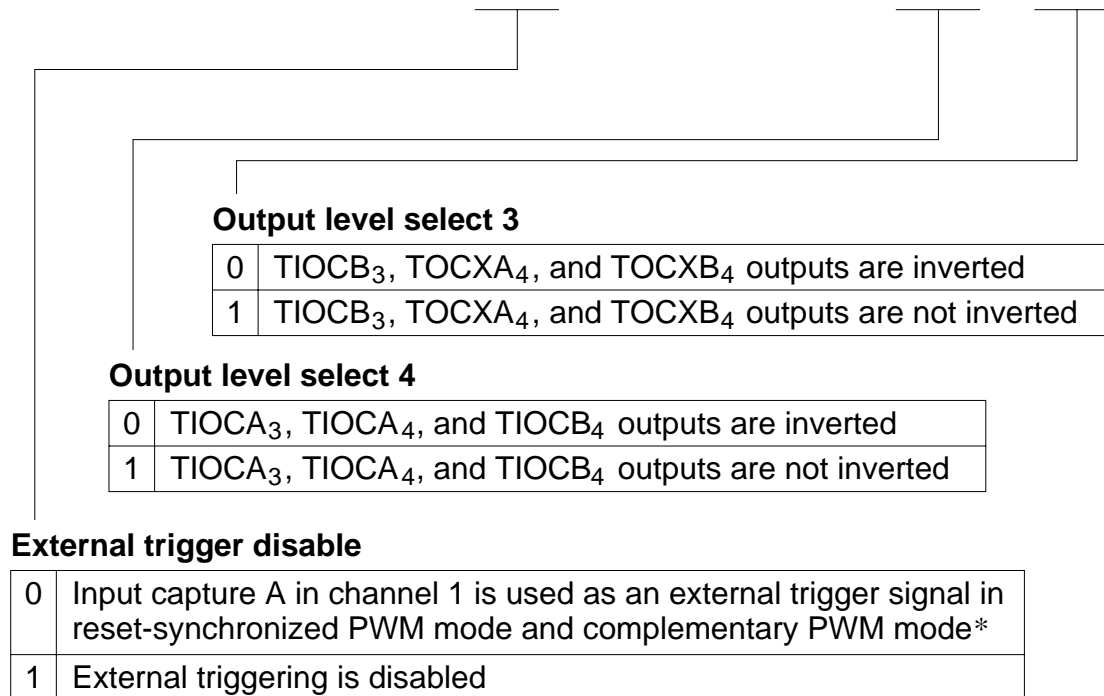 Output level select 3
0 TIOCB₃, TOCXA₄, and TOCXB₄ outputs are inverted
1 TIOCB₃, TOCXA₄, and TOCXB₄ outputs are not inverted
Output level select 4
0 TIOCA₃, TIOCA₄, and TIOCB₄ outputs are inverted
1 TIOCA₃, TIOCA₄, and TIOCB₄ outputs are not inverted
External trigger disable
0 Input capture A in channel 1 is used as an external trigger signal in
reset-synchronized PWM mode and complementary PWM mode*
1 External triggering is disabled